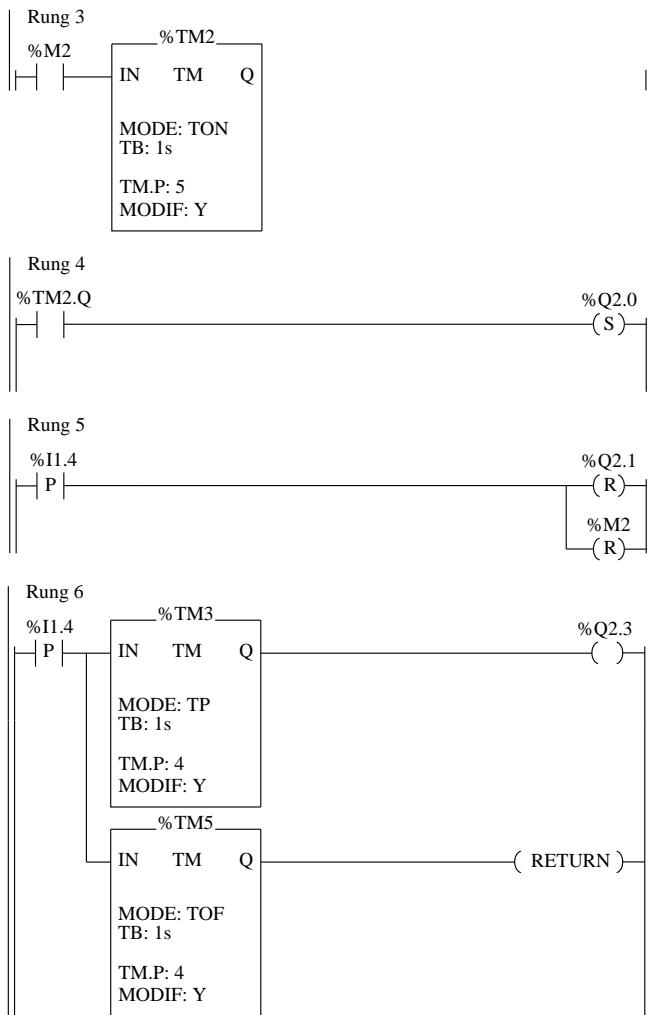 Rung 3
%M2
%TM2
IN TM Q
MODE: TON
TB: 1s
TM.P: 5
MODIF: Y
Rung 4
%TM2.Q
%Q2.0
S
Rung 5
%I1.4
%Q2.1
P
R
%M2
R
Rung 6
%I1.4
%TM3
%Q2.3
P
IN TM Q
MODE: TP
TB: 1s
TM.P: 4
MODIF: Y
%TM5
IN TM Q
RETURN
MODE: TOF
TB: 1s
TM.P: 4
MODIF: Y